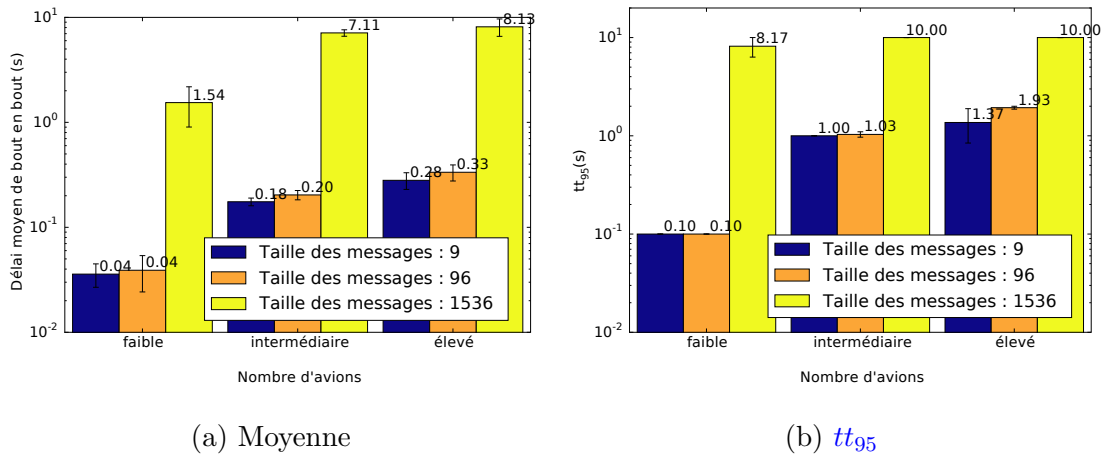 Délai moyen de bout en bout (s)
10^1
10^0
10^-1
10^-2
0.04
0.04
1.54
0.18
0.20
7.11
0.28
0.33
8.13
Taille des messages : 9
Taille des messages : 96
Taille des messages : 1536
faible intermédiaire élevé
Nombre d'avions
(a) Moyenne
tt_95(s)
10^2
10^1
10^0
10^-1
10^-2
0.10
0.10
8.17
1.00
1.03
10.00
1.37
1.93
10.00
Taille des messages : 9
Taille des messages : 96
Taille des messages : 1536
faible intermédiaire élevé
Nombre d'avions
(b) tt_95